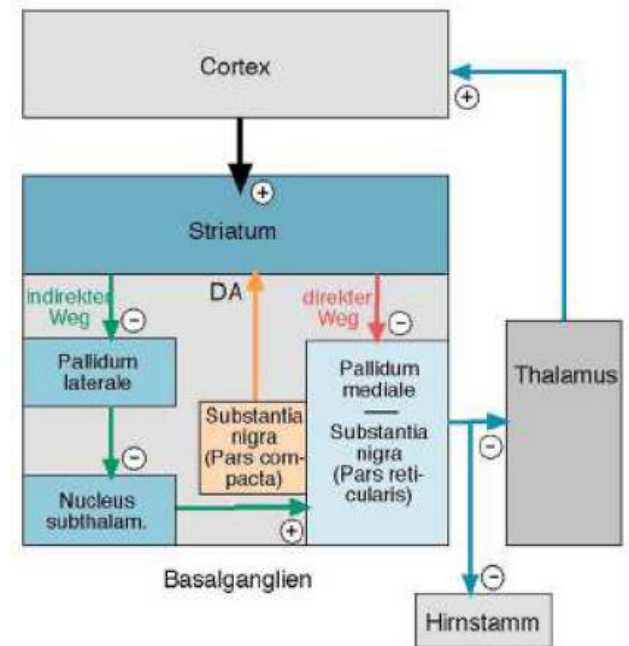 Cortex
+
+
Striatum
indirekter
Weg
−
DA
direkter
Weg
−
Pallidum
laterale
Pallidum
mediale
Substantia
nigra
(Pars reti-
cularis)
Thalamus
Substantia
nigra
(Pars com-
pacta)
−
−
Nucleus
subthalam.
+
Basalganglien
−
Hirnstamm